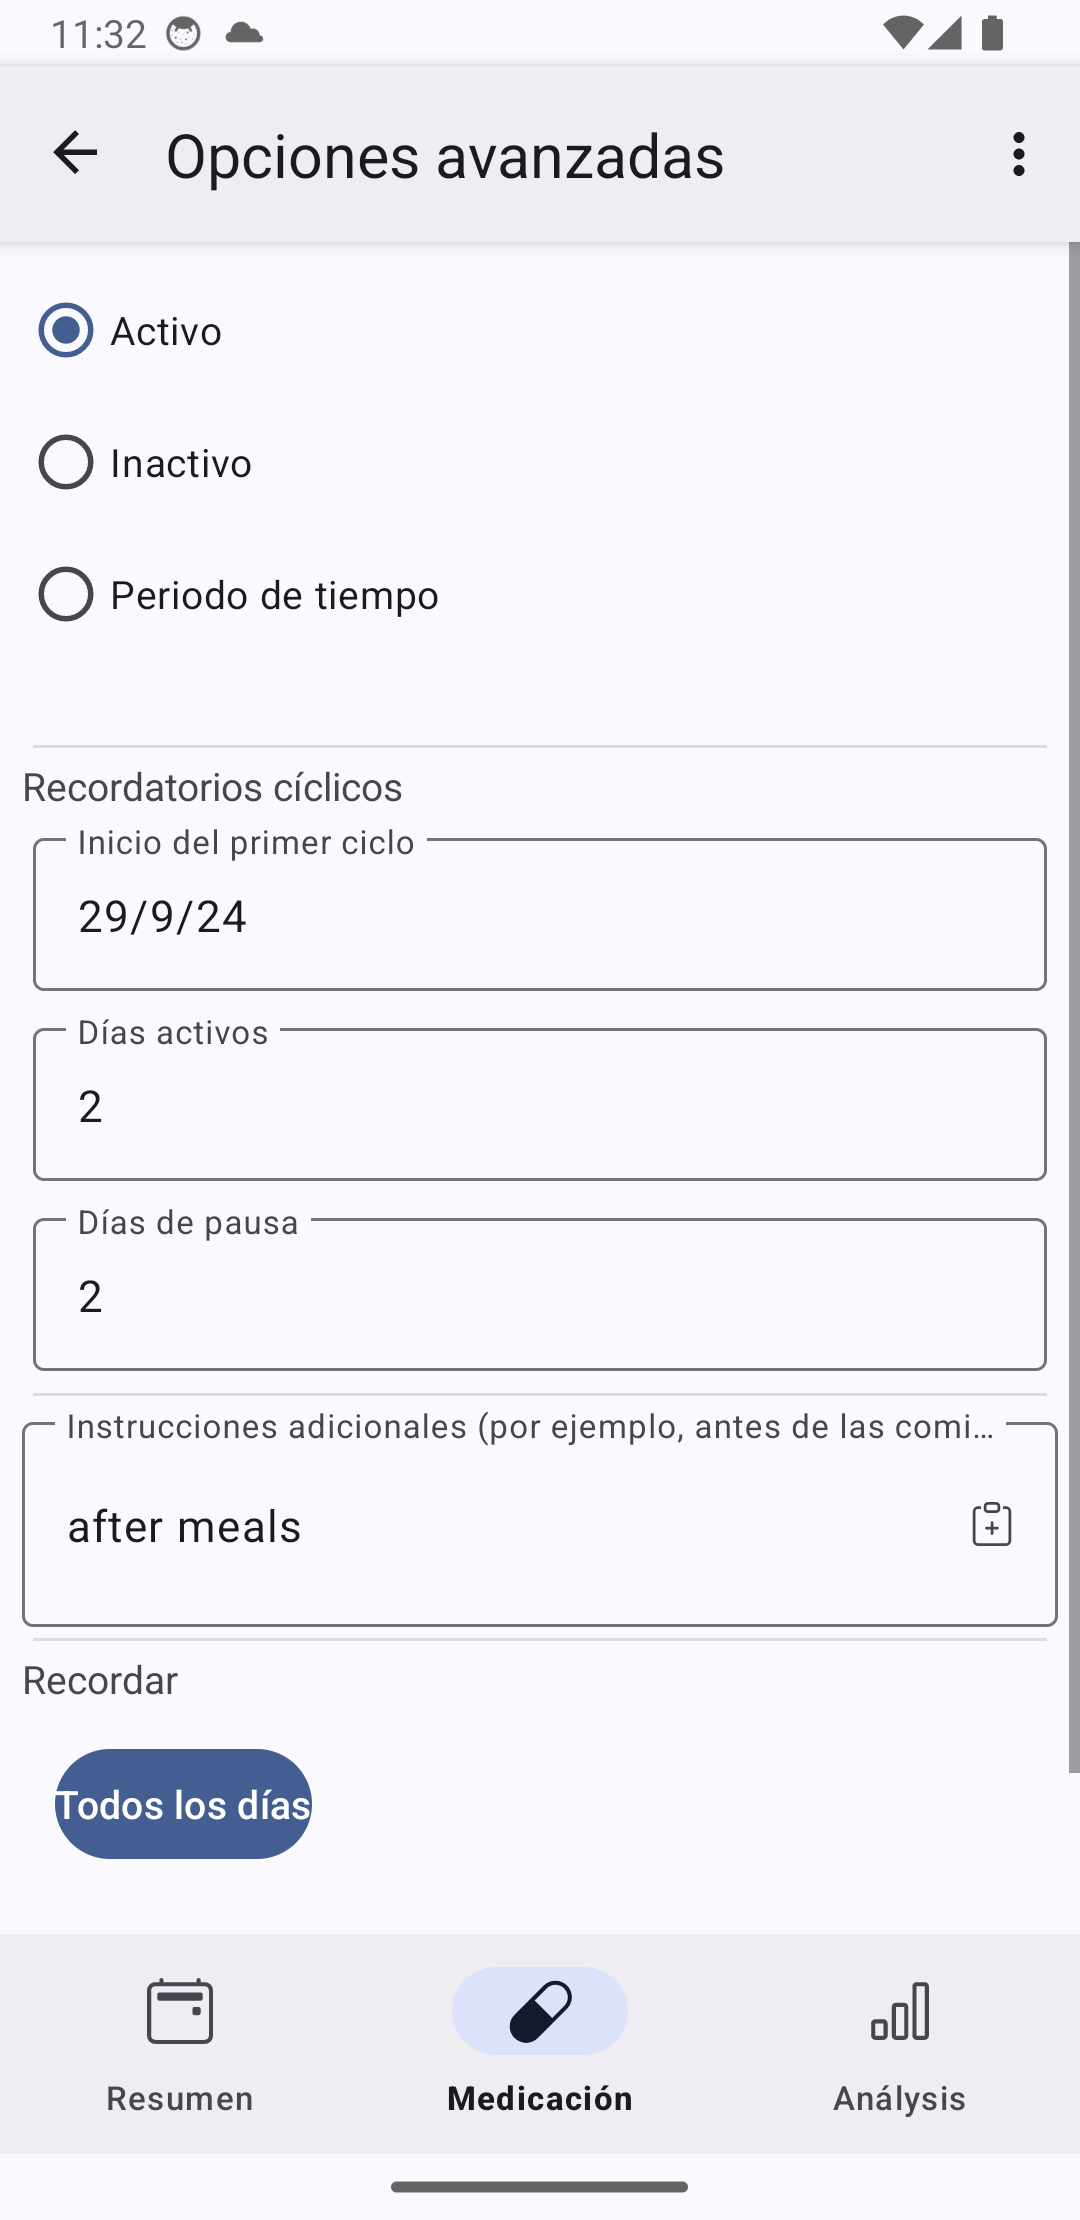 11:32
Opciones avanzadas
Activo
Inactivo
Periodo de tiempo
Recordatorios cíclicos
Inicio del primer ciclo
29/9/24
Días activos
2
Días de pausa
2
Instrucciones adicionales (por ejemplo, antes de las comi…
after meals
Recordar
Todos los días
Resumen
Medicación
Análysis